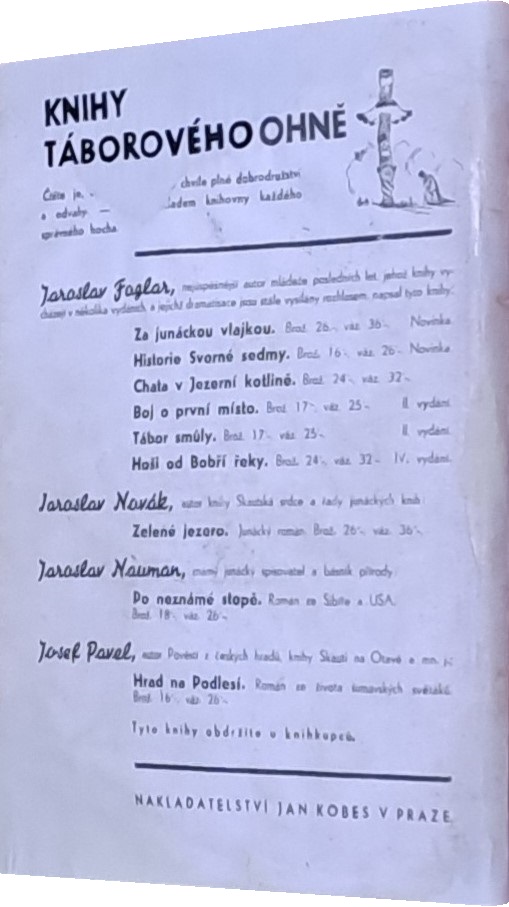 KNIHY
TÁBOROVÉHO OHNĚ
chvíle plné dobrodružství
a odvahy — kladem knihovny každého
správného hocha
Jaroslav Foglar, nejúspěšnější autor mládeže posledních let, jehož knihy vy-
cházejí v několika vydáních a jejichž dramatisace jsou stále vysílány rozhlasem, napsal tyto knihy:
Za junáckou vlajkou. Brož. 26·-, váz. 36·- Novinka
Historie Svorné sedmy. Brož. 16·-, váz. 26·- Novinka
Chata v Jezerní kotlině. Brož. 24·-, váz. 32·-
Boj o první místo. Brož. 17·-, váz. 25·- II. vydání
Tábor smůly. Brož. 17·-, váz. 25·- II. vydání
Hoši od Bobří řeky. Brož. 24·-, váz. 32·- IV. vydání
Jaroslav Novák, autor knihy Skautská srdce a řady junáckých knih
Zelené jezero. Junácký román. Brož. 26·-, váz. 36·-
Jaroslav Nauman, známý junácký spisovatel a básník přírody
Po neznámé stopě. Román ze Sibiře a USA.
Brož. 18·-, váz. 26·-
Josef Pavel, autor Pověstí z českých hradů, knihy Skauti na Otavě a mn. j.:
Hrad na Podlesí. Román ze života šumavských světáků.
Brož. 16·-, váz. 26·-
Tyto knihy obdržíte u knihkupců.
NAKLADATELSTVÍ JAN KOBES V PRAZE